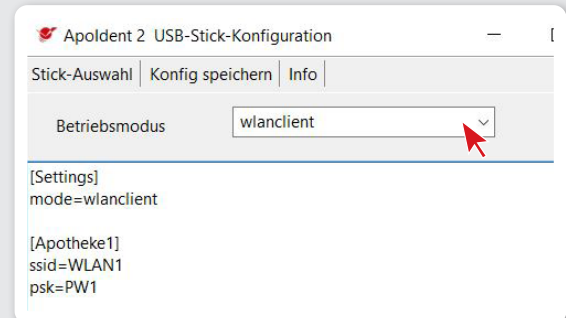 ApoIdent 2 USB-Stick-Konfiguration
Stick-Auswahl Konfig speichern Info
Betriebsmodus wlanclient
[Settings]
mode=wlanclient
[Apotheke1]
ssid=WLAN1
psk=PW1